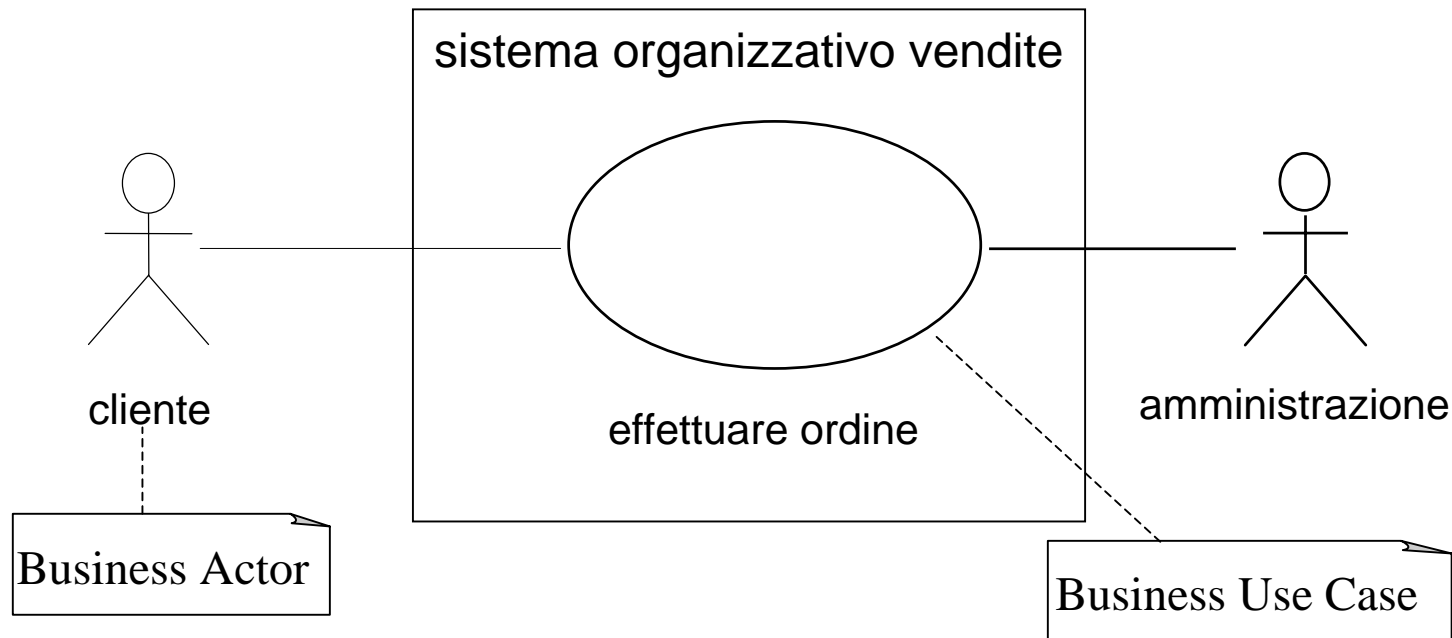 sistema organizzativo vendite
cliente
effettuare ordine
amministrazione
Business Actor
Business Use Case